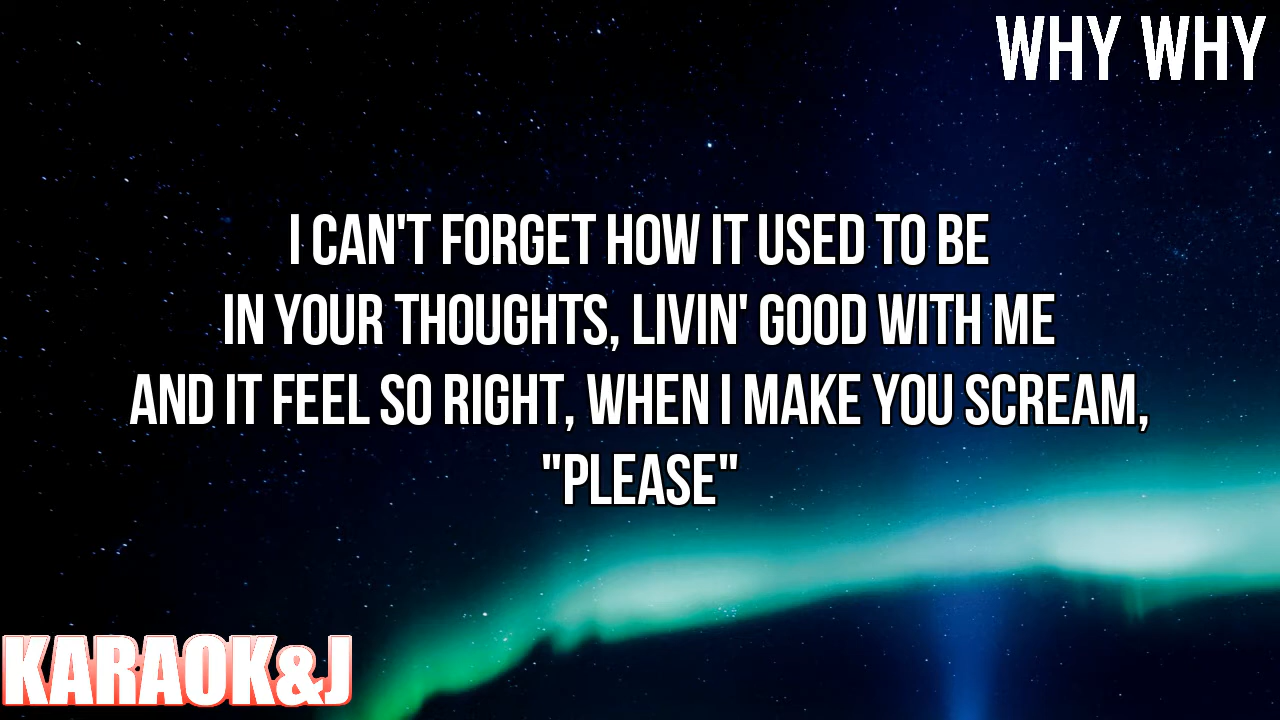 WHY WHY
I CAN'T FORGET HOW IT USED TO BE
IN YOUR THOUGHTS, LIVIN' GOOD WITH ME
AND IT FEEL SO RIGHT, WHEN I MAKE YOU SCREAM,
"PLEASE"
KARAOK&J